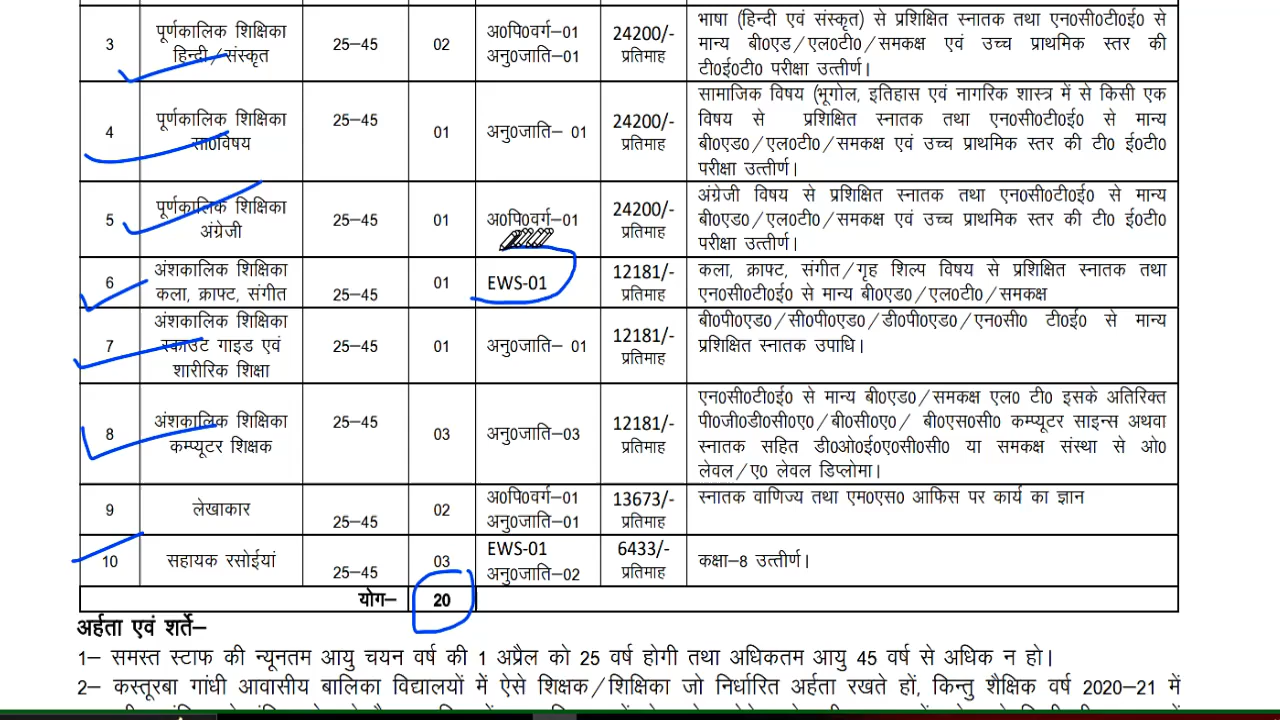 3
पूर्णकालिक शिक्षिका
हिन्दी/संस्कृत
25–45
02
अ0पि0वर्ग–01
अनु0जाति–01
24200/-
प्रतिमाह
भाषा (हिन्दी एवं संस्कृत) से प्रशिक्षित स्नातक तथा एन0सी0टी0ई0 से
मान्य बी0एड/एल0टी0/समकक्ष एवं उच्च प्राथमिक स्तर की
टी0ई0टी0 परीक्षा उत्तीर्ण।
4
पूर्णकालिक शिक्षिका
सा0विषय
25–45
01
अनु0जाति– 01
24200/-
प्रतिमाह
सामाजिक विषय (भूगोल, इतिहास एवं नागरिक शास्त्र में से किसी एक
विषय से प्रशिक्षित स्नातक तथा एन0सी0टी0ई0 से मान्य
बी0एड0/एल0टी0/समकक्ष एवं उच्च प्राथमिक स्तर की टी0 ई0टी0
परीक्षा उत्तीर्ण।
5
पूर्णकालिक शिक्षिका
अंग्रेजी
25–45
01
अ0पि0वर्ग–01
24200/-
प्रतिमाह
अंग्रेजी विषय से प्रशिक्षित स्नातक तथा एन0सी0टी0ई0 से मान्य
बी0एड0/एल0टी0/समकक्ष एवं उच्च प्राथमिक स्तर की टी0 ई0टी0
परीक्षा उत्तीर्ण।
6
अंशकालिक शिक्षिका
कला, क्राफ्ट, संगीत
25–45
01
EWS-01
12181/-
प्रतिमाह
कला, क्राफ्ट, संगीत/गृह शिल्प विषय से प्रशिक्षित स्नातक तथा
एन0सी0टी0ई0 से मान्य बी0एड0/एल0टी0/समकक्ष
7
अंशकालिक शिक्षिका
स्काउट गाइड एवं
शारीरिक शिक्षा
25–45
01
अनु0जाति– 01
12181/-
प्रतिमाह
बी0पी0एड0/सी0पी0एड0/डी0पी0एड0/एन0सी0 टी0ई0 से मान्य
प्रशिक्षित स्नातक उपाधि।
8
अंशकालिक शिक्षिका
कम्प्यूटर शिक्षक
25–45
03
अनु0जाति–03
12181/-
प्रतिमाह
एन0सी0टी0ई0 से मान्य बी0एड0/समकक्ष एल0 टी0 इसके अतिरिक्त
पी0जी0डी0सी0ए0/बी0सी0ए0/ बी0एस0सी0 कम्प्यूटर साइन्स अथवा
स्नातक सहित डी0ओ0ई0ए0सी0सी0 या समकक्ष संस्था से ओ0
लेवल/ए0 लेवल डिप्लोमा।
9
लेखाकार
25–45
02
अ0पि0वर्ग–01
अनु0जाति–01
13673/-
प्रतिमाह
स्नातक वाणिज्य तथा एम0एस0 आफिस पर कार्य का ज्ञान
10
सहायक रसोईयां
25–45
03
EWS-01
अनु0जाति–02
6433/-
प्रतिमाह
कक्षा–8 उत्तीर्ण।
योग–
20
अर्हता एवं शर्ते–
1– समस्त स्टाफ की न्यूनतम आयु चयन वर्ष की 1 अप्रैल को 25 वर्ष होगी तथा अधिकतम आयु 45 वर्ष से अधिक न हो।
2– कस्तूरबा गांधी आवासीय बालिका विद्यालयों में ऐसे शिक्षक/शिक्षिका जो निर्धारित अर्हता रखते हों, किन्तु शैक्षिक वर्ष 2020–21 में